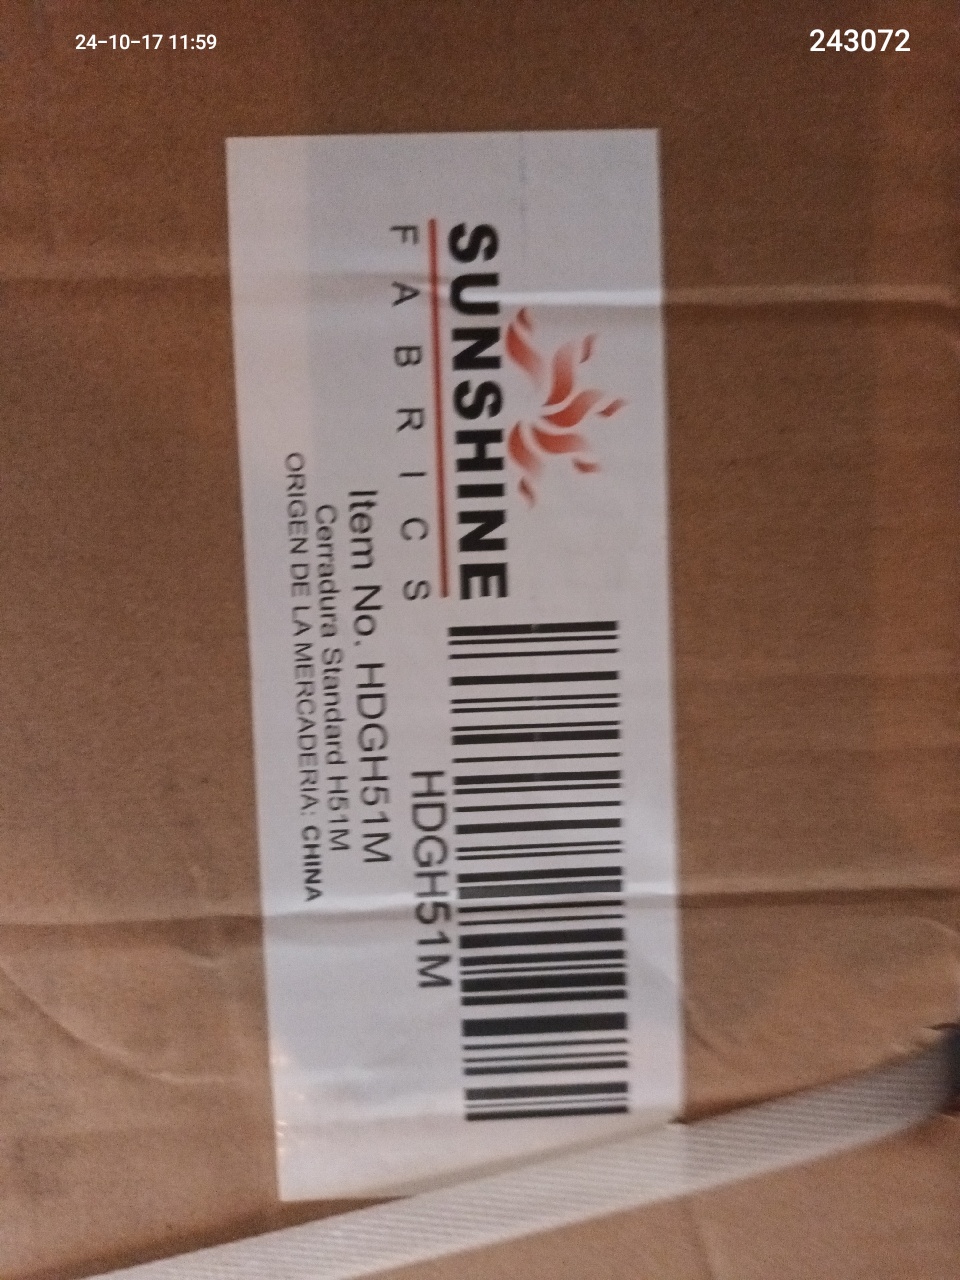 24-10-17 11:59
243072
SUNSHINE
FABRICS
HDGH51M
Item No. HDGH51M
Cerradura Standard H51M
ORIGEN DE LA MERCADERIA: CHINA